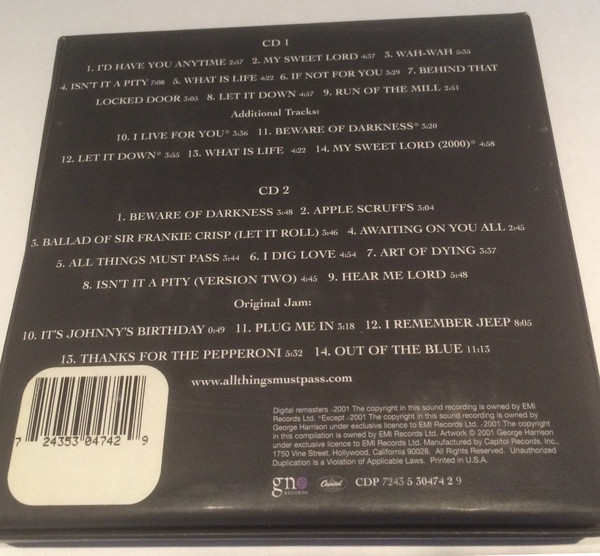 CD 1
1. I'D HAVE YOU ANYTIME 2:57 2. MY SWEET LORD 4:37 3. WAH-WAH 5:35
4. ISN'T IT A PITY 7:08 5. WHAT IS LIFE 4:22 6. IF NOT FOR YOU 3:29 7. BEHIND THAT
LOCKED DOOR 3:05 8. LET IT DOWN 4:57 9. RUN OF THE MILL 2:51
Additional Tracks:
10. I LIVE FOR YOU* 3:36 11. BEWARE OF DARKNESS* 3:20
12. LET IT DOWN* 3:55 13. WHAT IS LIFE 4:22 14. MY SWEET LORD (2000)* 4:58
CD 2
1. BEWARE OF DARKNESS 3:48 2. APPLE SCRUFFS 3:04
3. BALLAD OF SIR FRANKIE CRISP (LET IT ROLL) 3:46 4. AWAITING ON YOU ALL 2:45
5. ALL THINGS MUST PASS 3:44 6. I DIG LOVE 4:54 7. ART OF DYING 3:37
8. ISN'T IT A PITY (VERSION TWO) 4:45 9. HEAR ME LORD 5:48
Original Jam:
10. IT'S JOHNNY'S BIRTHDAY 0:49 11. PLUG ME IN 3:18 12. I REMEMBER JEEP 8:05
13. THANKS FOR THE PEPPERONI 5:32 14. OUT OF THE BLUE 11:13
www.allthingsmustpass.com
7 24353 04742 9
Digital remasters ℗2001 The copyright in this sound recording is owned by EMI
Records Ltd. *Except ℗2001 The copyright in this sound recording is owned by
George Harrison under exclusive licence to EMI Records Ltd. ℗2001.The copyright
in this compilation is owned by EMI Records Ltd. Artwork © 2001 George Harrison
under exclusive licence to EMI Records Ltd. Manufactured by Capitol Records, Inc.,
1750 Vine Street, Hollywood, California 90028. All Rights Reserved. Unauthorized
Duplication is a Violation of Applicable Laws. Printed in U.S.A.
gn
RECORDS
Capitol
CDP 7243 5 30474 2 9